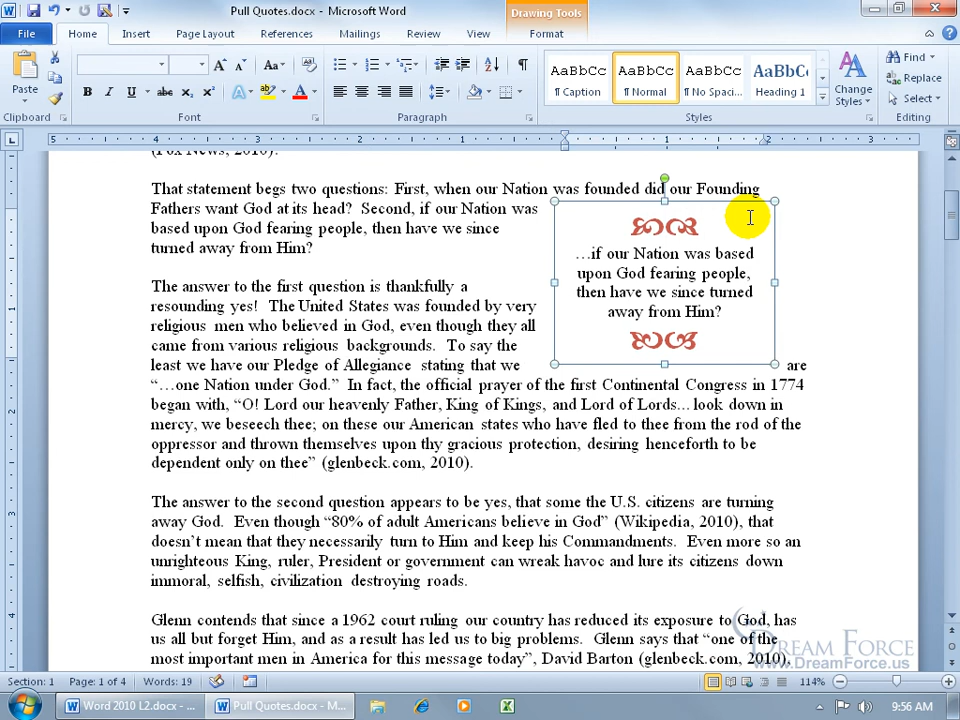 Pull Quotes.docx - Microsoft Word
Drawing Tools
File
Home
Insert
Page Layout
References
Mailings
Review
View
Format
Paste
Clipboard
Font
Paragraph
AaBbCc
¶ Caption
AaBbCc
¶ Normal
AaBbCc
¶ No Spaci...
AaBbC
Heading 1
Change
Styles
Styles
Find
Replace
Select
Editing
(Fox News, 2010).
That statement begs two questions: First, when our Nation was founded did our Founding
Fathers want God at its head? Second, if our Nation was
based upon God fearing people, then have we since
turned away from Him?
…if our Nation was based
upon God fearing people,
then have we since turned
away from Him?
The answer to the first question is thankfully a
resounding yes! The United States was founded by very
religious men who believed in God, even though they all
came from various religious backgrounds. To say the
least we have our Pledge of Allegiance stating that we are
“…one Nation under God.” In fact, the official prayer of the first Continental Congress in 1774
began with, “O! Lord our heavenly Father, King of Kings, and Lord of Lords... look down in
mercy, we beseech thee; on these our American states who have fled to thee from the rod of the
oppressor and thrown themselves upon thy gracious protection, desiring henceforth to be
dependent only on thee” (glenbeck.com, 2010).
The answer to the second question appears to be yes, that some the U.S. citizens are turning
away God. Even though “80% of adult Americans believe in God” (Wikipedia, 2010), that
doesn’t mean that they necessarily turn to Him and keep his Commandments. Even more so an
unrighteous King, ruler, President or government can wreak havoc and lure its citizens down
immoral, selfish, civilization destroying roads.
Glenn contends that since a 1962 court ruling our country has reduced its exposure to God, has
us all but forget Him, and as a result has led us to big problems. Glenn says that “one of the
most important men in America for this message today”, David Barton (glenbeck.com, 2010),
DREAM FORCE
www.DreamForce.us
Section: 1
Page: 1 of 4
Words: 19
114%
Word 2010 L2.docx - ...
Pull Quotes.docx - M...
9:56 AM